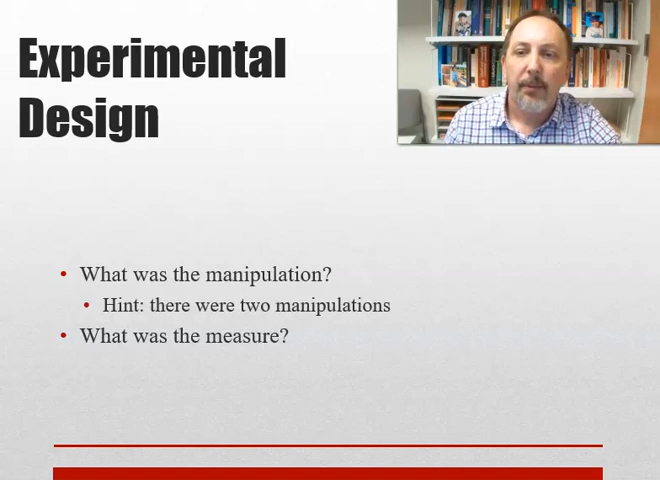 Experimental
Design
• What was the manipulation?
• Hint: there were two manipulations
• What was the measure?